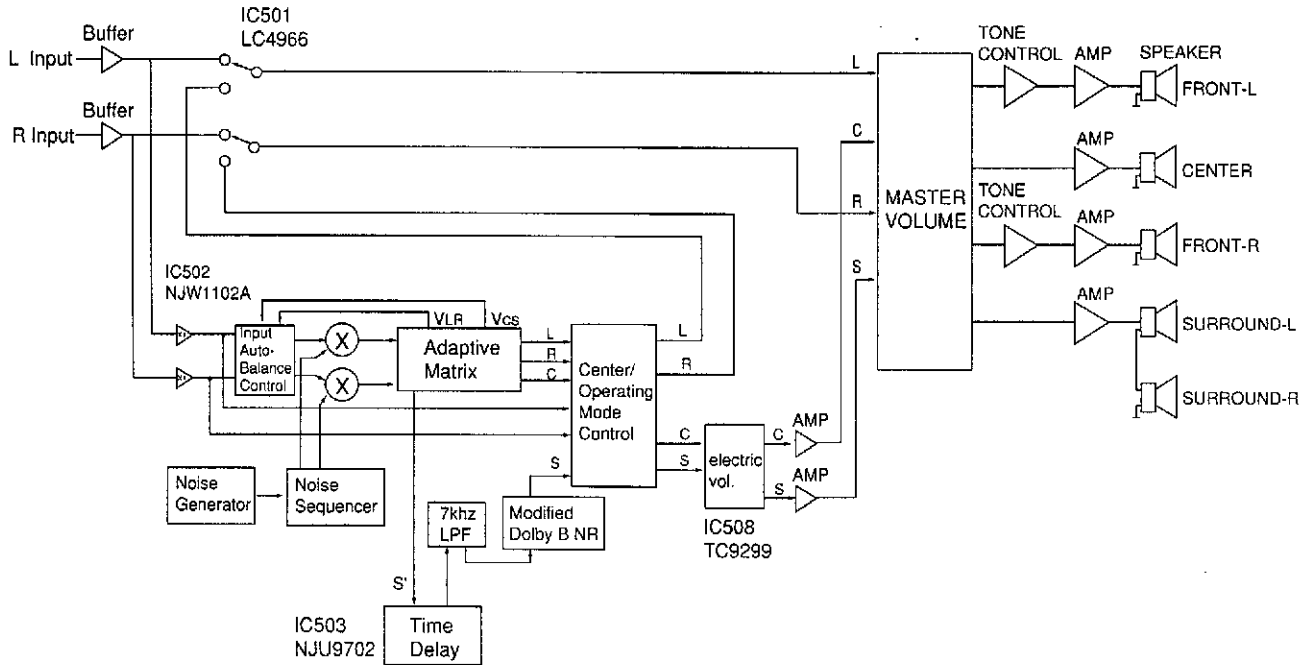 IC501
LC4966
Buffer
L Input
Buffer
R Input
TONE
CONTROL
AMP
SPEAKER
FRONT-L
L
C
R
S
MASTER
VOLUME
AMP
CENTER
TONE
CONTROL
AMP
FRONT-R
AMP
SURROUND-L
SURROUND-R
IC502
NJW1102A
Input
Auto-
Balance
Control
X
X
VLR
VCS
Adaptive
Matrix
L
R
C
Center/
Operating
Mode
Control
L
R
C
S
S
electric
vol.
C
S
AMP
AMP
IC508
TC9299
Noise
Generator
Noise
Sequencer
7khz
LPF
Modified
Dolby B NR
S'
IC503
NJU9702
Time
Delay